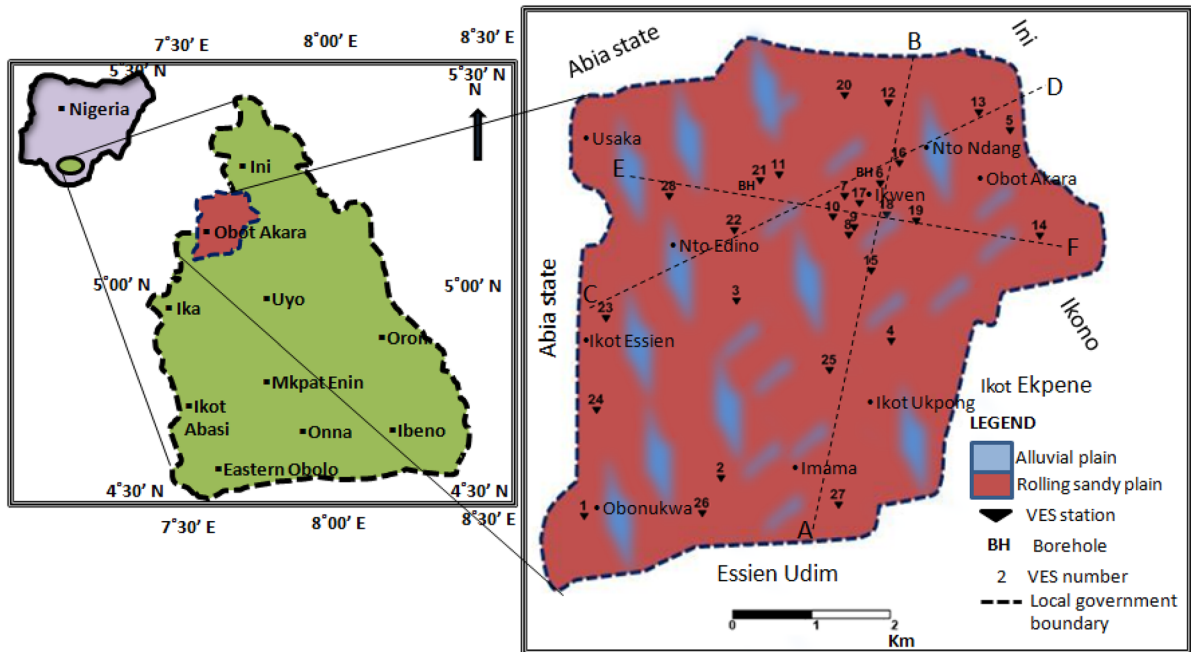 7˚30’ E
8˚00’ E
8˚30’ E
5˚30’ N
5˚30’ N
N
Nigeria
Ini
Obot Akara
5˚00’ N
5˚00’ N
Ika
Uyo
Oron
Mkpat Enin
Ikot
Abasi
Onna
Ibeno
Eastern Obolo
4˚30’ N
4˚30’ N
7˚30’ E
8˚00’ E
8˚30’ E
Abia state
B
Ini
D
20
12
13
5
Usaka
16
Nto Ndang
E
21
11
BH
6
Obot Akara
28
BH
7
17
Ikwen
10
18
19
22
9
8
14
Nto Edino
F
15
C
3
23
Abia state
Ikot Essien
4
Ikono
25
24
Ikot Ukpong
Ikot Ekpene
2
Imama
1
Obonukwa
26
27
A
Essien Udim
LEGEND
Alluvial plain
Rolling sandy plain
VES station
BH Borehole
2 VES number
Local government
boundary
0 1 2
Km